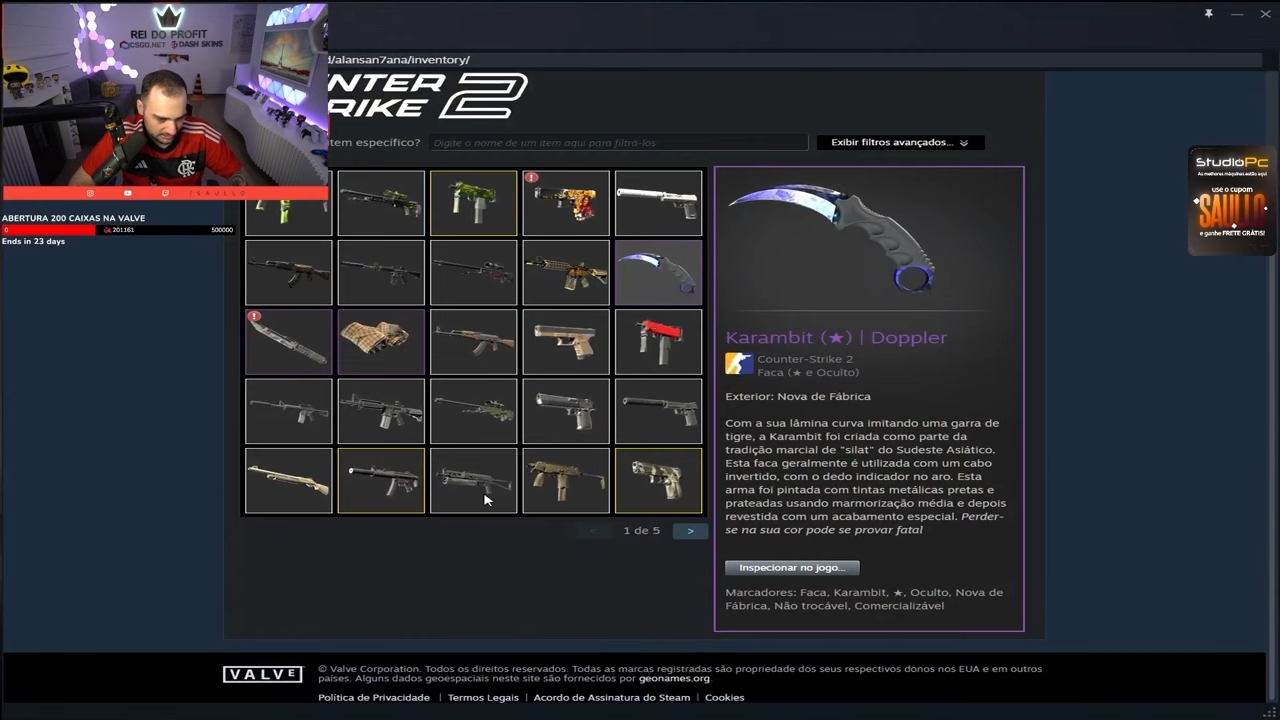 REI DO PROFIT
CSGO.NET DASH SKINS
d/alansan7ana/inventory/
NTER
RIKE 2
item específico?
Digite o nome de um item aqui para filtrá-los
Exibir filtros avançados...
StudioPc
As melhores máquinas estão aqui!
use o cupom
SAULLO
e ganhe FRETE GRÁTIS!
ISAULLO
ABERTURA 200 CAIXAS NA VALVE
0 201161 500000
Ends in 23 days
Karambit (★) | Doppler
Counter-Strike 2
Faca (★ e Oculto)
Exterior: Nova de Fábrica
Com a sua lâmina curva imitando uma garra de
tigre, a Karambit foi criada como parte da
tradição marcial de "silat" do Sudeste Asiático.
Esta faca geralmente é utilizada com um cabo
invertido, com o dedo indicador no aro. Esta
arma foi pintada com tintas metálicas pretas e
prateadas usando marmorização média e depois
revestida com um acabamento especial. Perder-
se na sua cor pode se provar fatal
< 1 de 5 >
Inspecionar no jogo...
Marcadores: Faca, Karambit, ★, Oculto, Nova de
Fábrica, Não trocável, Comercializável
VALVE
© Valve Corporation. Todos os direitos reservados. Todas as marcas registradas são propriedade dos seus respectivos donos nos EUA e em outros
países. Alguns dados geoespaciais neste site são fornecidos por geonames.org.
Política de Privacidade | Termos Legais | Acordo de Assinatura do Steam | Cookies